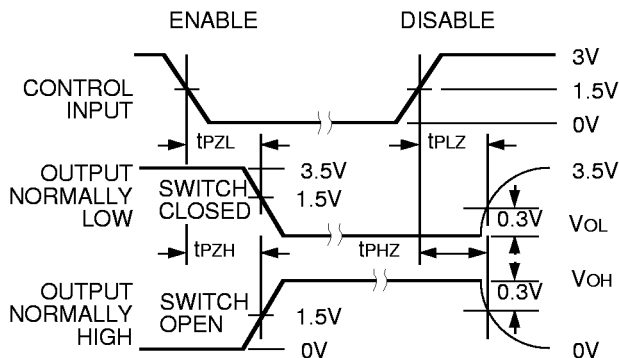 ENABLE
DISABLE
CONTROL
INPUT
3V
1.5V
0V
tPZL
tPLZ
OUTPUT
NORMALLY
LOW
SWITCH
CLOSED
3.5V
1.5V
3.5V
0.3V
VOL
tPZH
tPHZ
OUTPUT
NORMALLY
HIGH
SWITCH
OPEN
1.5V
0V
VOH
0.3V
0V